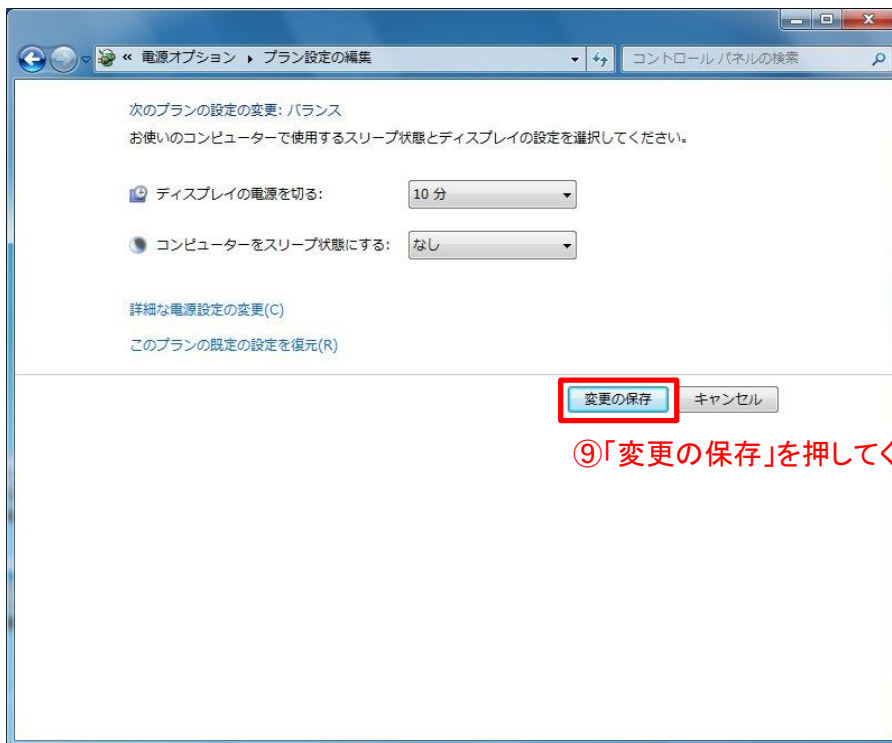 « 電源オプション ▸ プラン設定の編集
コントロール パネルの検索
次のプランの設定の変更: バランス
お使いのコンピューターで使用するスリープ状態とディスプレイの設定を選択してください。
ディスプレイの電源を切る: 10 分
コンピューターをスリープ状態にする: なし
詳細な電源設定の変更(C)
このプランの既定の設定を復元(R)
変更の保存 キャンセル
⑨「変更の保存」を押してく